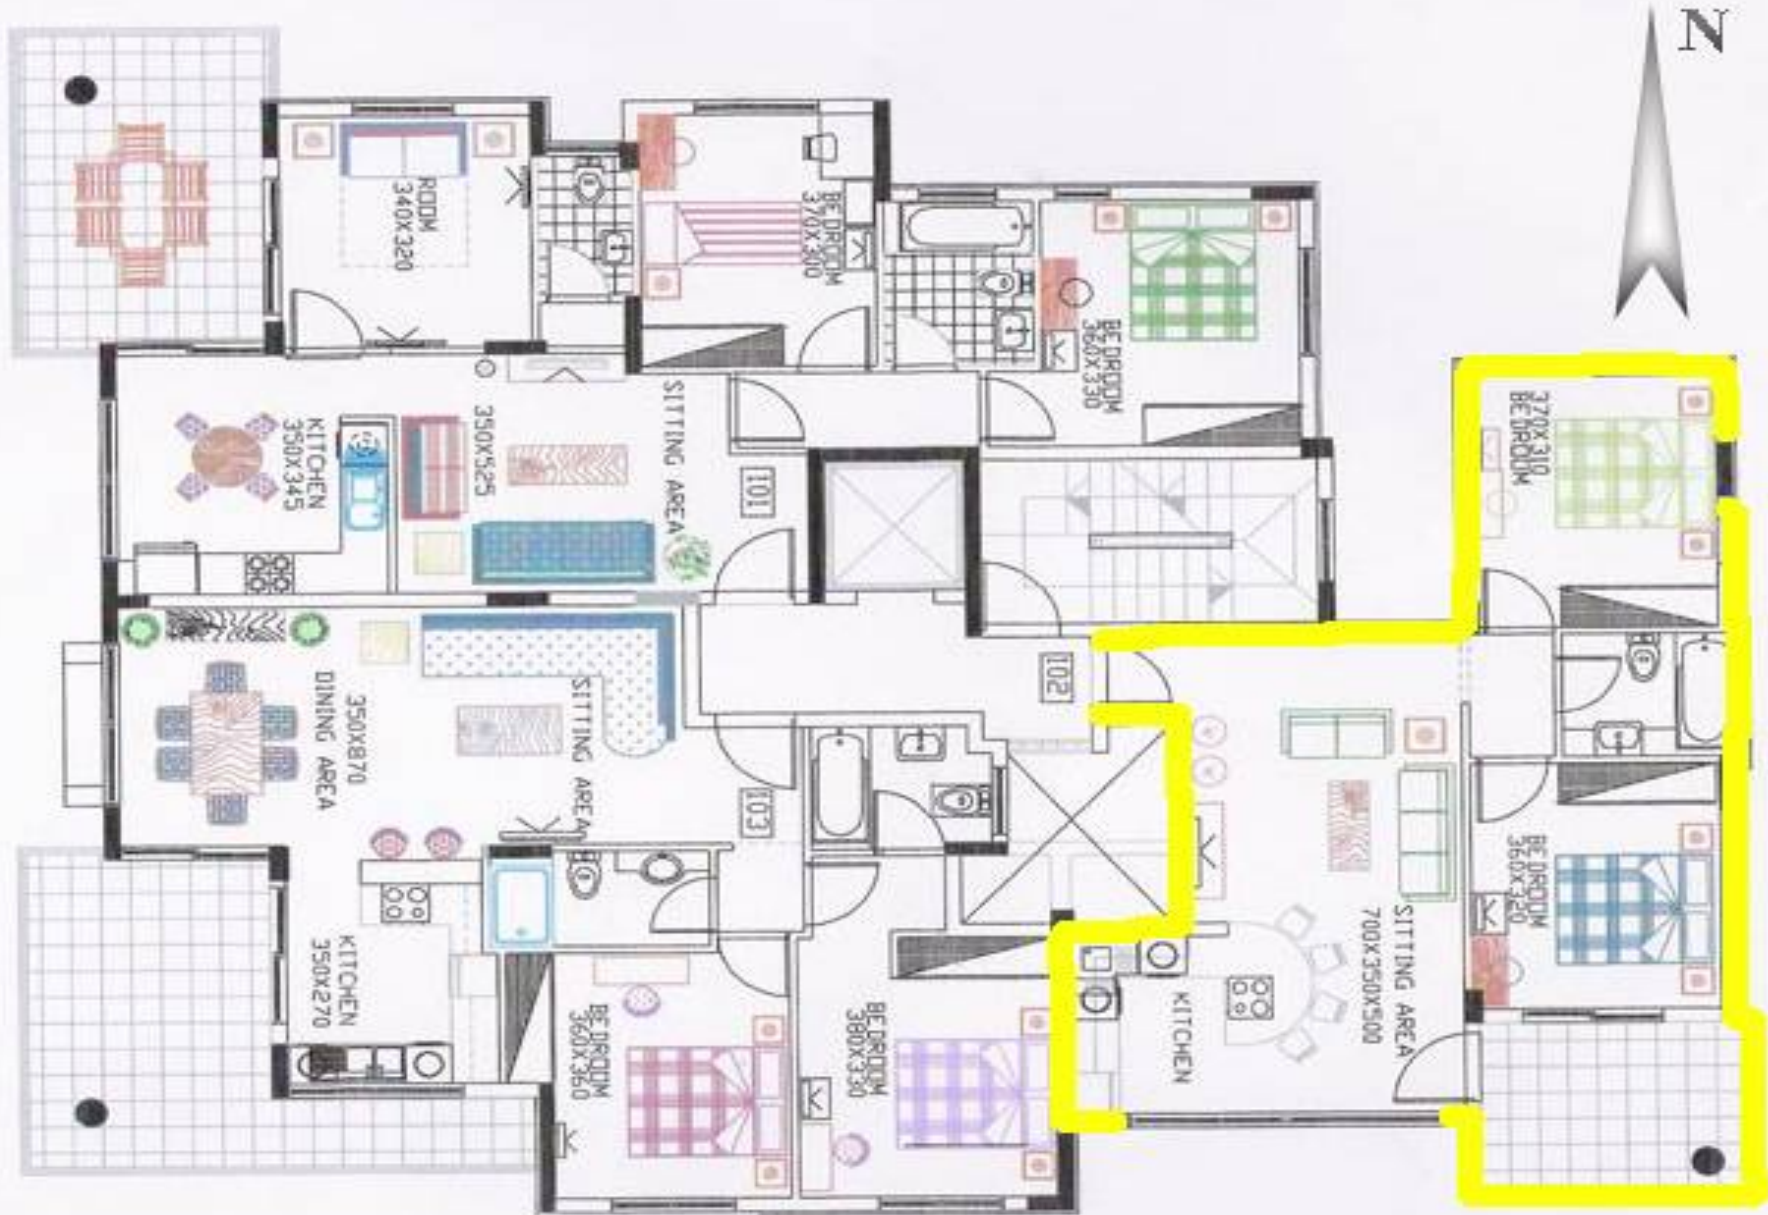 N
ROOM
340X320
BEDROOM
370X300
BEDROOM
360X330
KITCHEN
350X345
350X525
SITTING AREA
101
370X310
BEDROOM
102
DINING AREA
350X870
SITTING AREA
103
BEDROOM
360X320
SITTING AREA
700X350X500
KITCHEN
KITCHEN
350X270
BEDROOM
360X360
BEDROOM
380X330